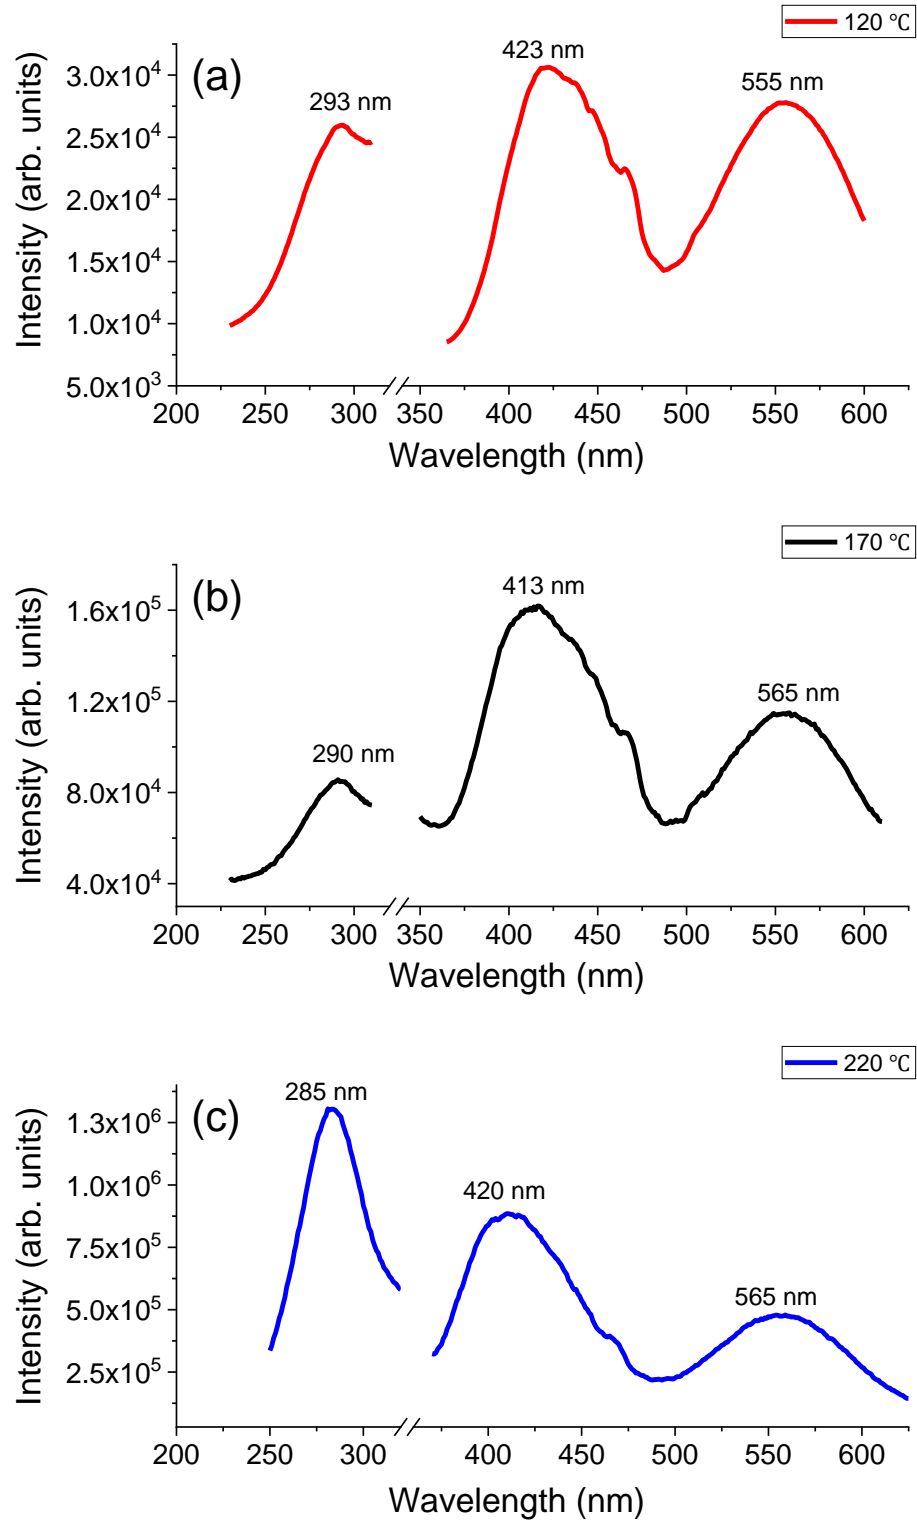 120 ℃
(a)
293 nm
423 nm
555 nm
Intensity (arb. units)
3.0x10⁴
2.5x10⁴
2.0x10⁴
1.5x10⁴
1.0x10⁴
5.0x10³
200 250 300 350 400 450 500 550 600
Wavelength (nm)
170 ℃
(b)
290 nm
413 nm
565 nm
Intensity (arb. units)
1.6x10⁵
1.2x10⁵
8.0x10⁴
4.0x10⁴
200 250 300 350 400 450 500 550 600
Wavelength (nm)
220 ℃
(c)
285 nm
420 nm
565 nm
Intensity (arb. units)
1.3x10⁶
1.0x10⁶
7.5x10⁵
5.0x10⁵
2.5x10⁵
200 250 300 400 450 500 550 600
Wavelength (nm)